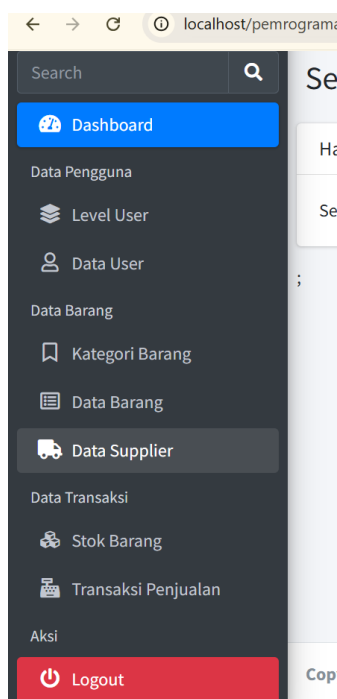 localhost/pemrograma
Search
Se
Dashboard
Ha
Data Pengguna
Level User
Se
Data User
;
Data Barang
Kategori Barang
Data Barang
Data Supplier
Data Transaksi
Stok Barang
Transaksi Penjualan
Aksi
Logout
Cop